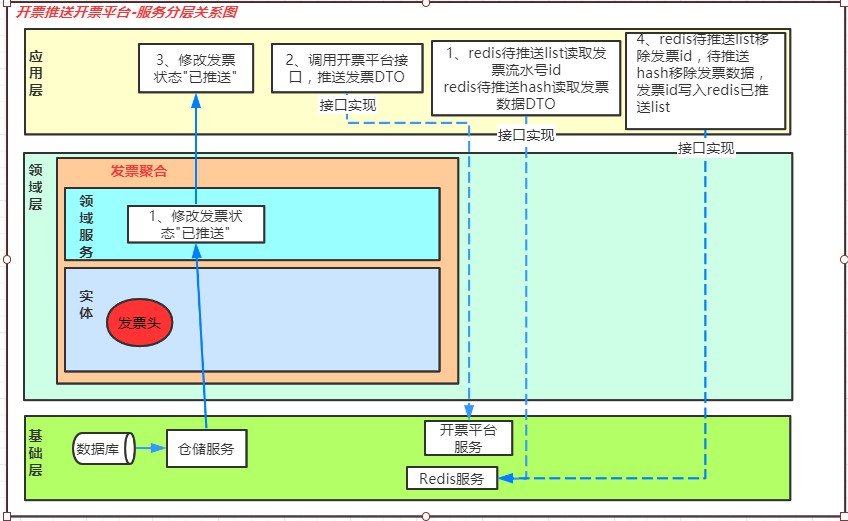 开票推送开票平台-服务分层关系图
应用层
3、修改发票
状态"已推送"
2、调用开票平台接
口，推送发票DTO
1、redis待推送list读取发
票流水号id
redis待推送hash读取发票
数据DTO
4、redis待推送list移
除发票id，待推送
hash移除发票数据，
发票id写入redis已推
送list
接口实现
接口实现
接口实现
领域层
发票聚合
领域服务
1、修改发票状
态"已推送"
实体
发票头
基础层
数据库
仓储服务
开票平台
服务
Redis服务